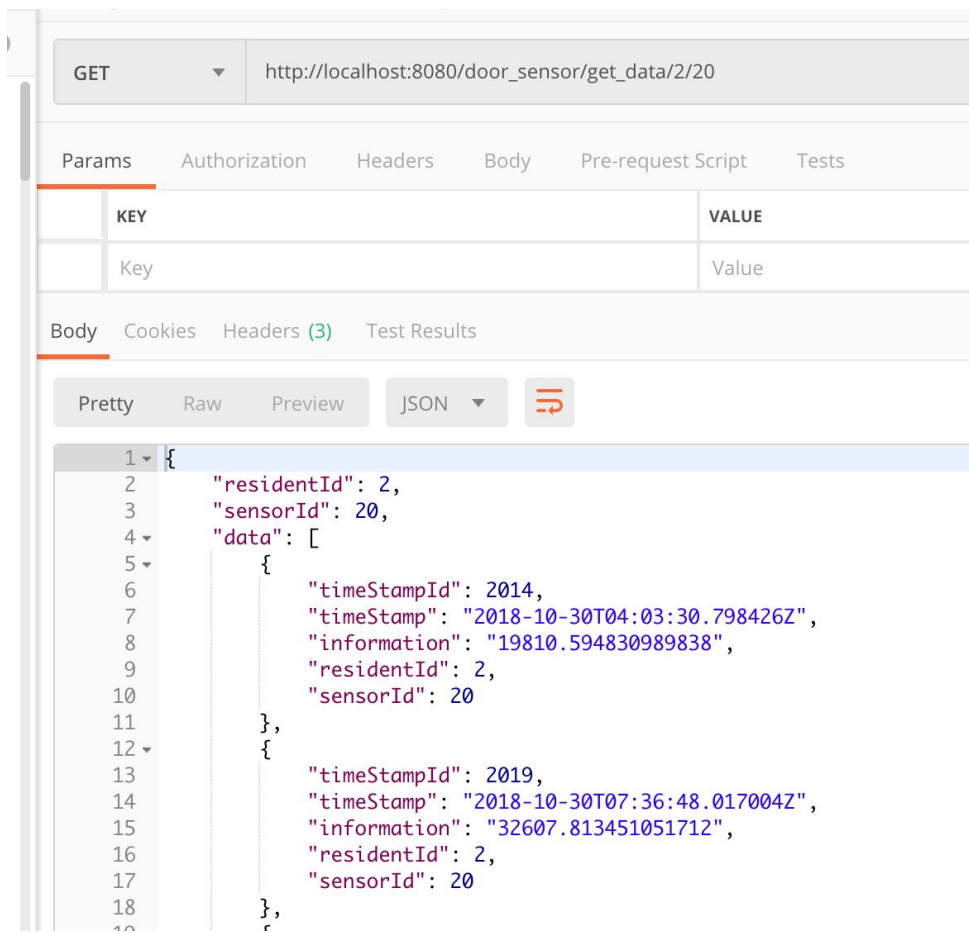 GET http://localhost:8080/door_sensor/get_data/2/20
Params Authorization Headers Body Pre-request Script Tests
KEY VALUE
Key Value
Body Cookies Headers (3) Test Results
Pretty Raw Preview JSON
1 {
2 "residentId": 2,
3 "sensorId": 20,
4 "data": [
5 {
6 "timeStampId": 2014,
7 "timeStamp": "2018-10-30T04:03:30.798426Z",
8 "information": "19810.594830989838",
9 "residentId": 2,
10 "sensorId": 20
11 },
12 {
13 "timeStampId": 2019,
14 "timeStamp": "2018-10-30T07:36:48.017004Z",
15 "information": "32607.813451051712",
16 "residentId": 2,
17 "sensorId": 20
18 },